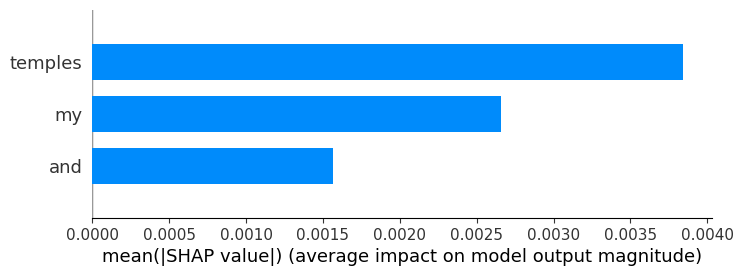 temples
my
and
0.0000 0.0005 0.0010 0.0015 0.0020 0.0025 0.0030 0.0035 0.0040
mean(|SHAP value|) (average impact on model output magnitude)